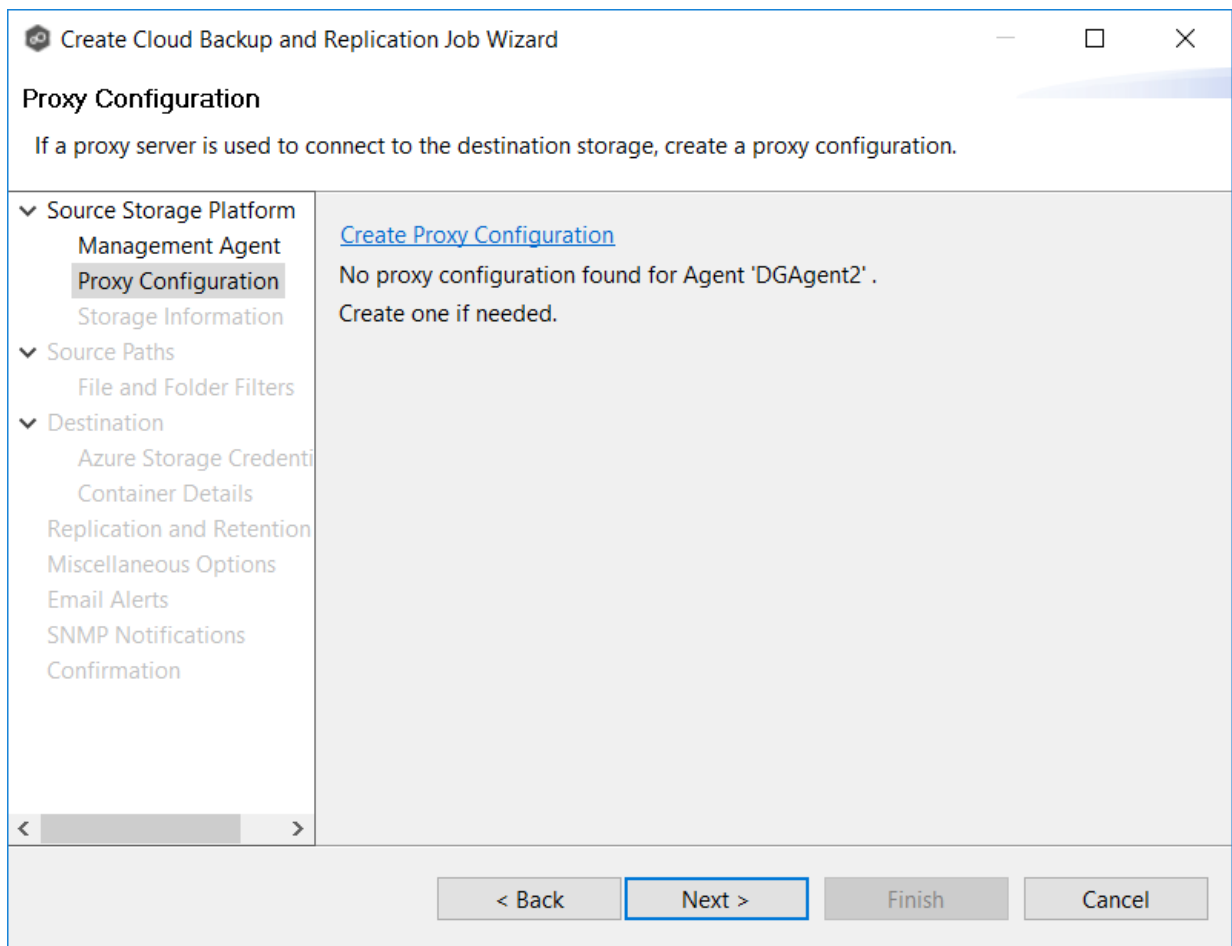 Create Cloud Backup and Replication Job Wizard
Proxy Configuration
If a proxy server is used to connect to the destination storage, create a proxy configuration.
Source Storage Platform
Management Agent
Proxy Configuration
Storage Information
Source Paths
File and Folder Filters
Destination
Azure Storage Credenti
Container Details
Replication and Retention
Miscellaneous Options
Email Alerts
SNMP Notifications
Confirmation
Create Proxy Configuration
No proxy configuration found for Agent 'DGAgent2' .
Create one if needed.
< Back Next > Finish Cancel